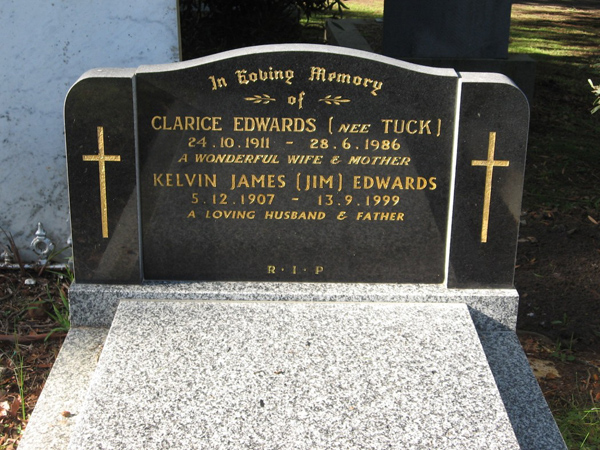 In Loving Memory
of
CLARICE EDWARDS (NEE TUCK)
24.10.1911 - 28.6.1986
A WONDERFUL WIFE & MOTHER
KELVIN JAMES (JIM) EDWARDS
5.12.1907 - 13.9.1999
A LOVING HUSBAND & FATHER
R·I·P